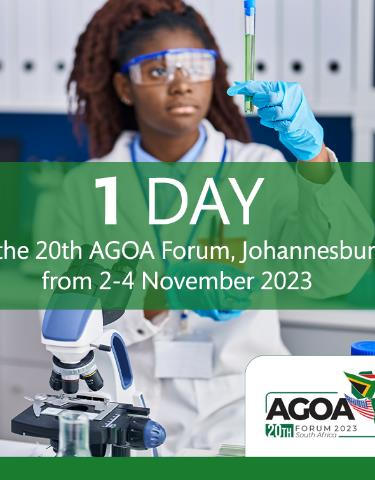 1 DAY
the 20th AGOA Forum, Johannesbur
from 2-4 November 2023
AGOA
20TH FORUM 2023
South Africa